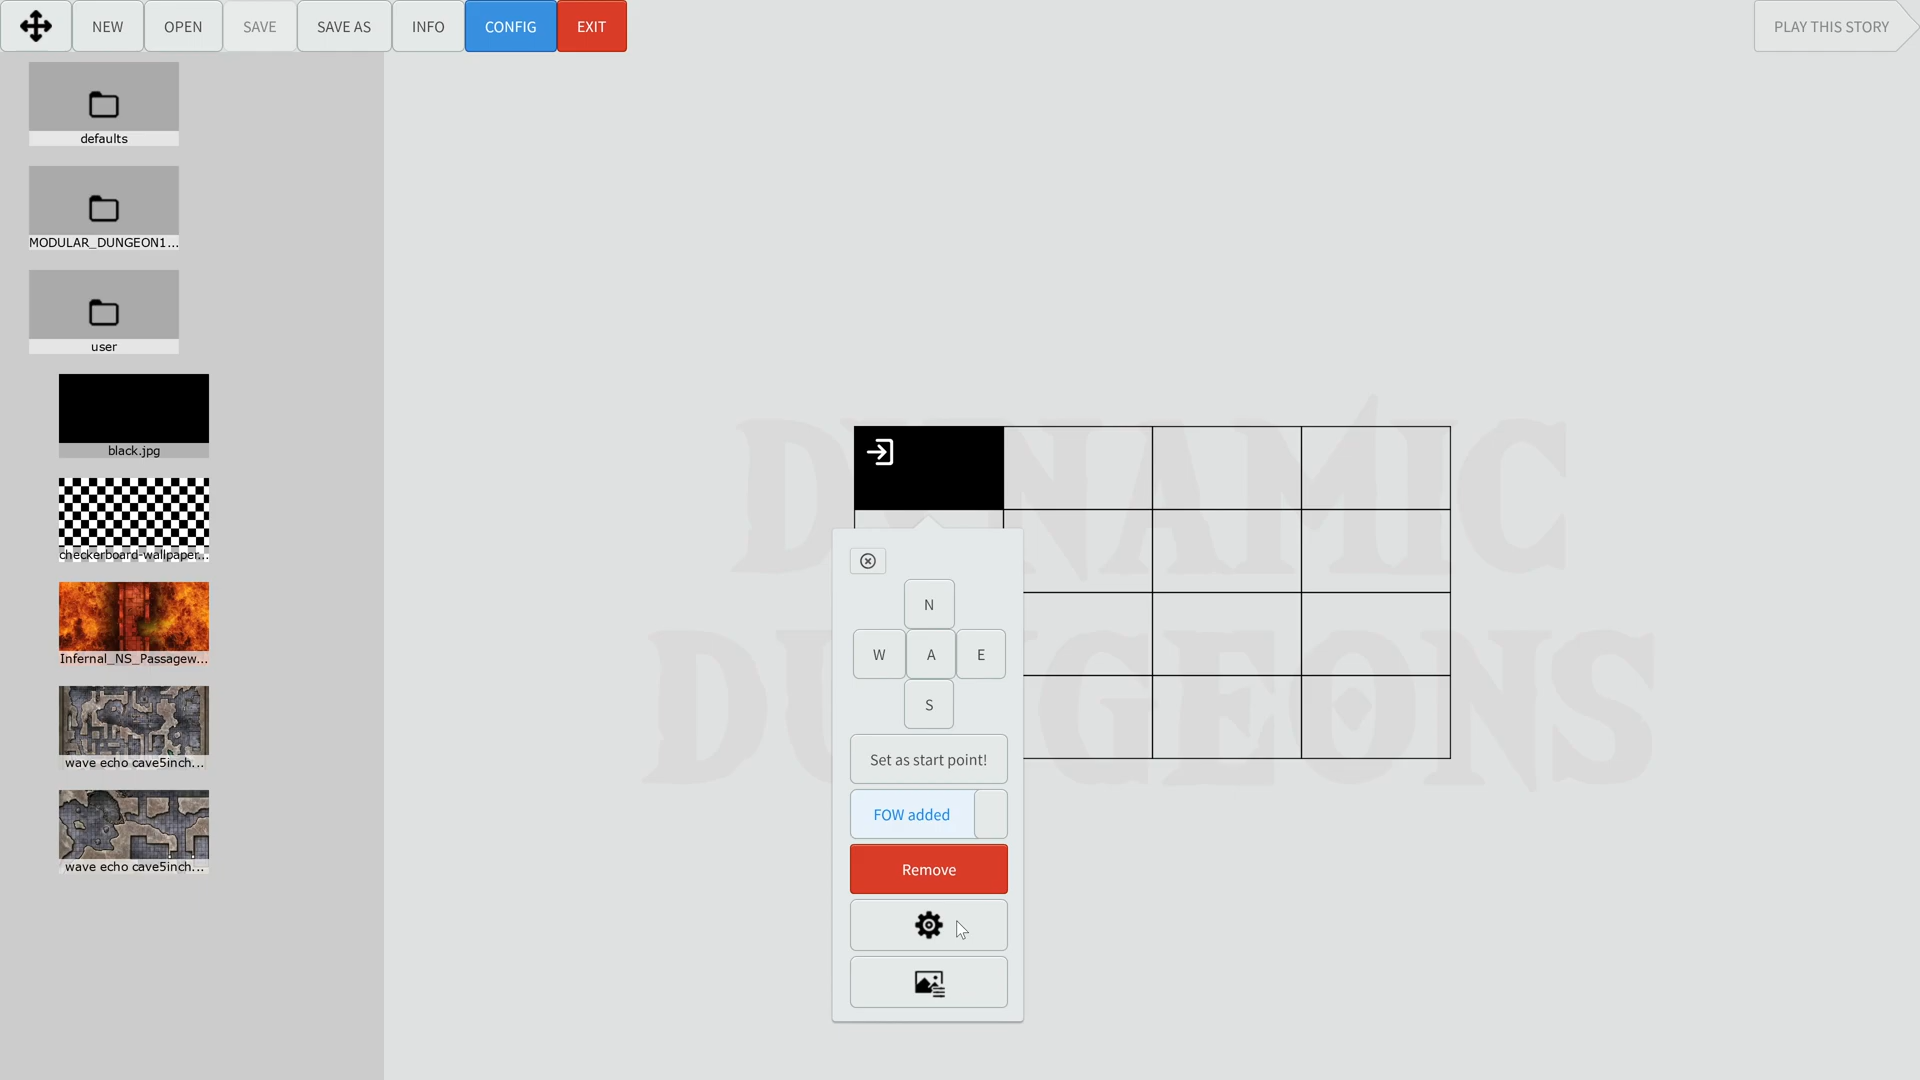 NEW OPEN SAVE SAVE AS INFO CONFIG EXIT PLAY THIS STORY
defaults
MODULAR_DUNGEON1...
user
black.jpg
checkerboard-wallpaper...
Infernal_NS_Passagew...
wave echo cave5inch...
wave echo cave5inch...
DYNAMIC
DUNGEONS
N
W A E
S
Set as start point!
FOW added
Remove